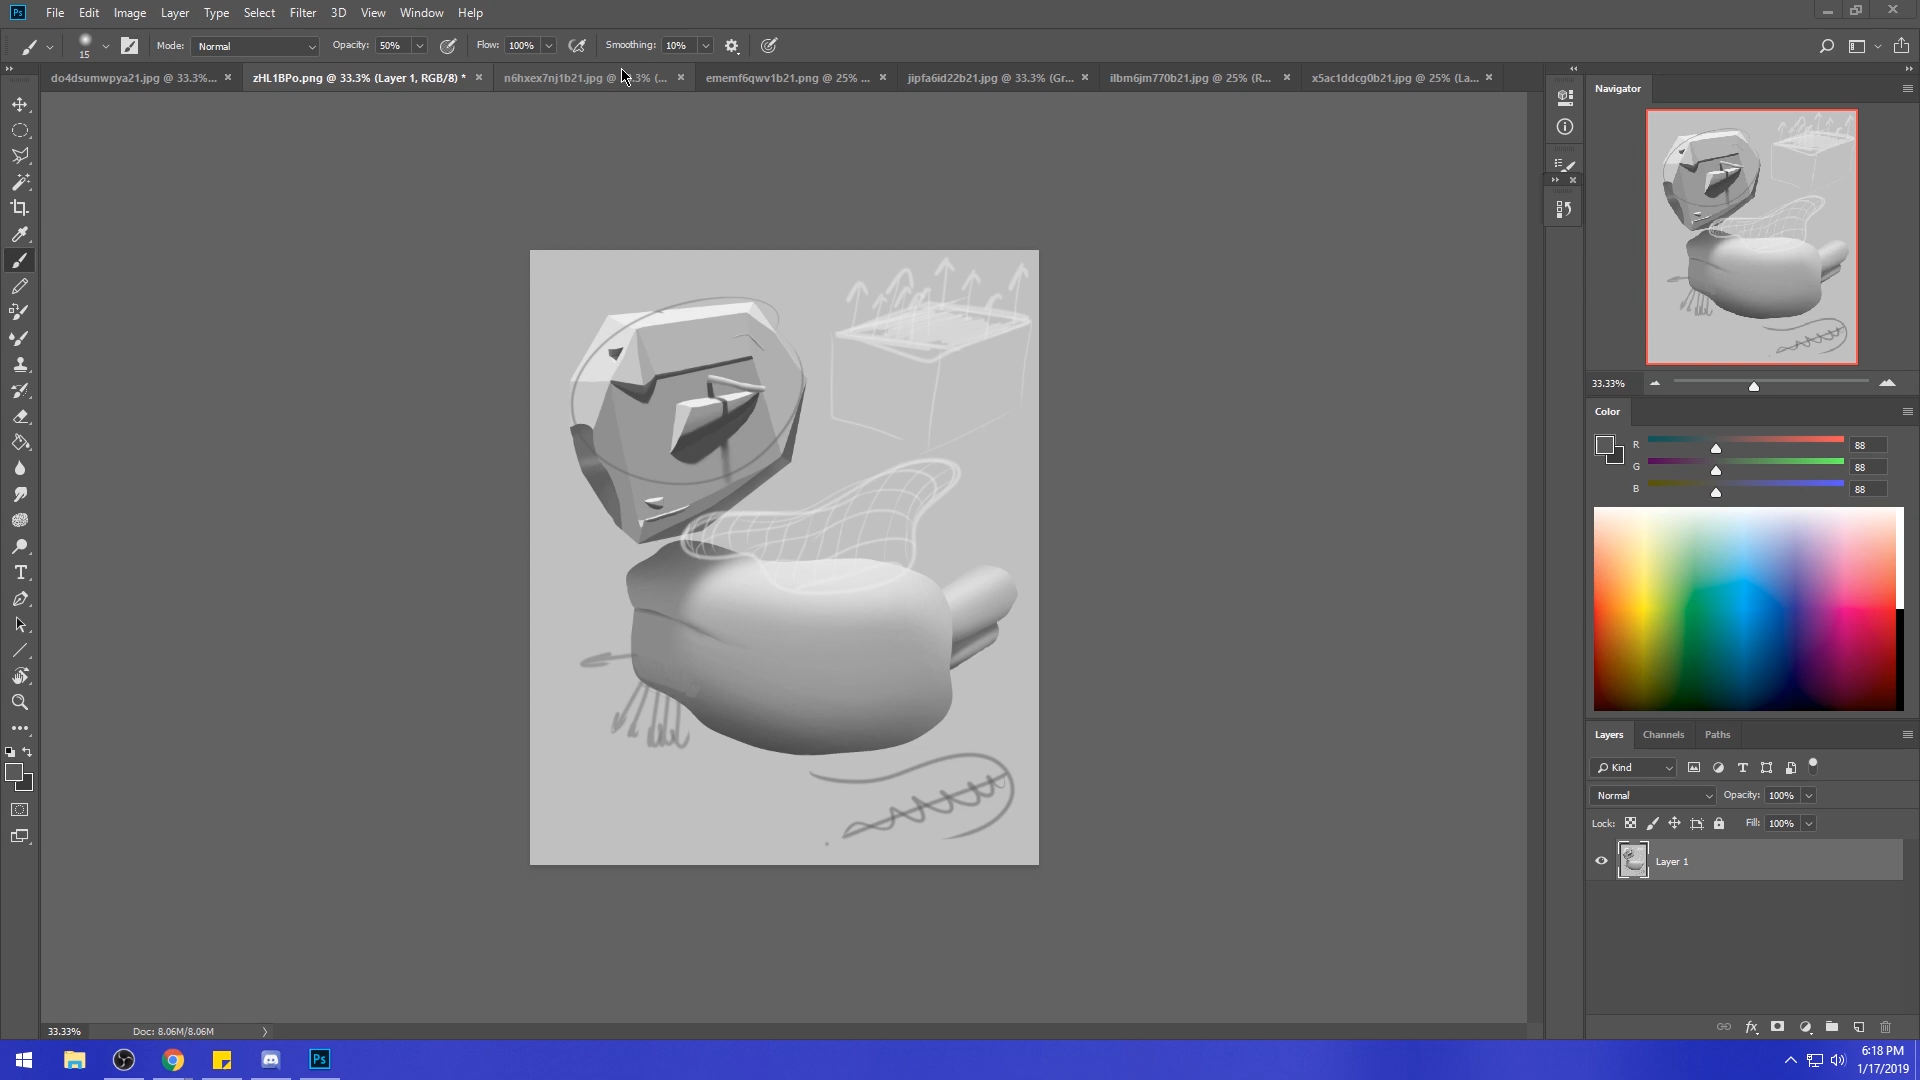 Ps File Edit Image Layer Type Select Filter 3D View Window Help
15 Mode: Normal Opacity: 50% Flow: 100% Smoothing: 10%
do4dsumwpya21.jpg @ 33.3%... zHL1BPo.png @ 33.3% (Layer 1, RGB/8) * n6hxex7nj1b21.jpg @ .3% (... ememf6qwv1b21.png @ 25% ... jipfa6id22b21.jpg @ 33.3% (Gr... ilbm6jm770b21.jpg @ 25% (R... x5ac1ddcg0b21.jpg @ 25% (La...
Navigator
33.33%
Color
R 88
G 88
B 88
Layers Channels Paths
Kind
Normal Opacity: 100%
Lock: Fill: 100%
Layer 1
33.33% Doc: 8.06M/8.06M
Ps
6:18 PM
1/17/2019